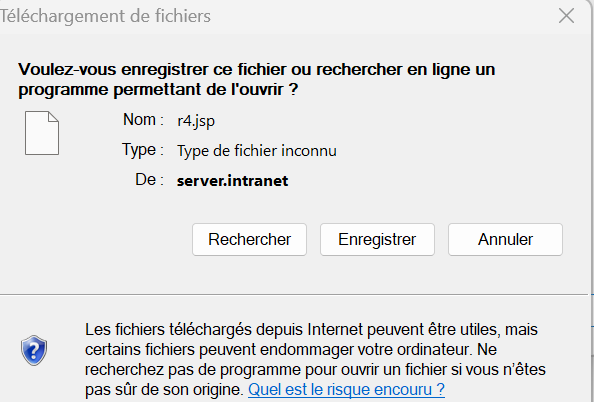 Téléchargement de fichiers
Voulez-vous enregistrer ce fichier ou rechercher en ligne un
programme permettant de l'ouvrir ?
Nom : r4.jsp
Type : Type de fichier inconnu
De : server.intranet
Rechercher Enregistrer Annuler
Les fichiers téléchargés depuis Internet peuvent être utiles, mais
certains fichiers peuvent endommager votre ordinateur. Ne
recherchez pas de programme pour ouvrir un fichier si vous n'êtes
pas sûr de son origine. Quel est le risque encouru ?